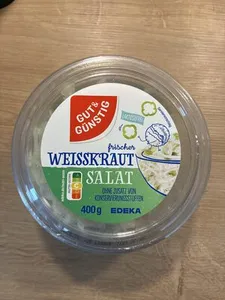 GUT&
GÜNSTIG
frischer
WEISSKRAUT
SALAT
OHNE ZUSATZ VON
KONSERVIERUNGSSTOFFEN
400g EDEKA